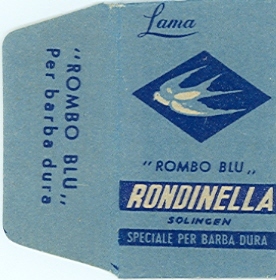 Lama
"ROMBO BLU"
RONDINELLA
SOLINGEN
SPECIALE PER BARBA DURA
"ROMBO BLU"
Per barba dura